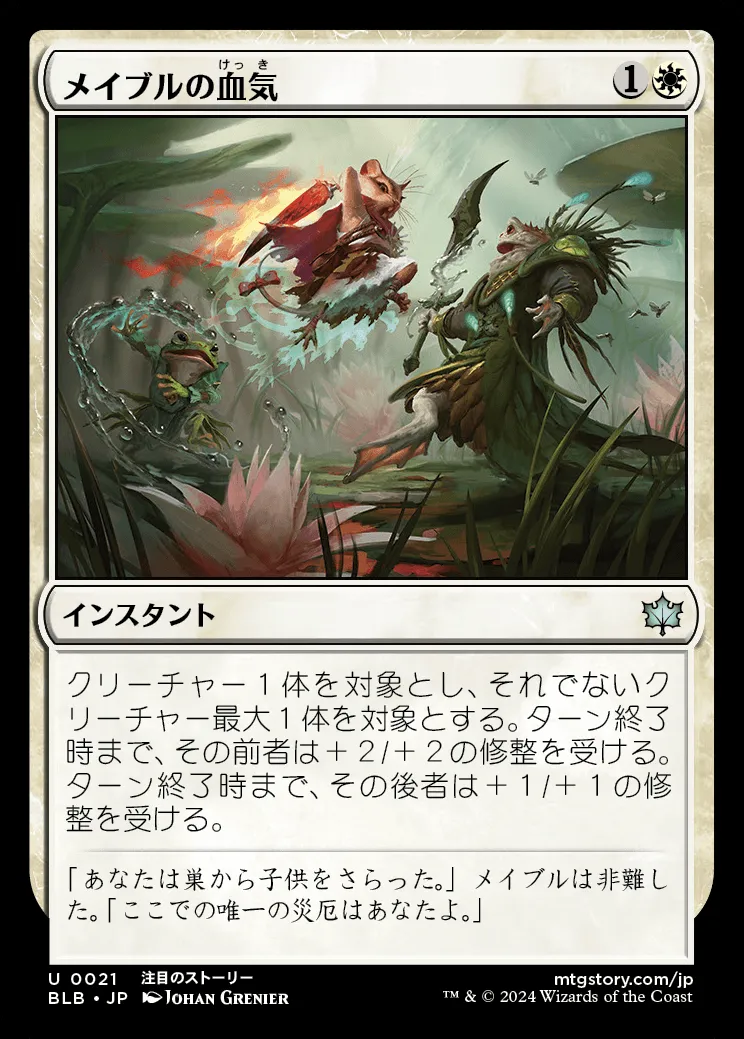 けっき
メイブルの血気
1
インスタント
クリーチャー1体を対象とし、それでないク
リーチャー最大1体を対象とする。ターン終了
時まで、その前者は+2/+2の修整を受ける。
ターン終了時まで、その後者は+1/+1の修
整を受ける。
「あなたは巣から子供をさらった。」 メイブルは非難し
た。「ここでの唯一の災厄はあなたよ。」
U 0021 注目のストーリー
mtgstory.com/jp
BLB • JP JOHAN GRENIER
™ & © 2024 Wizards of the Coast